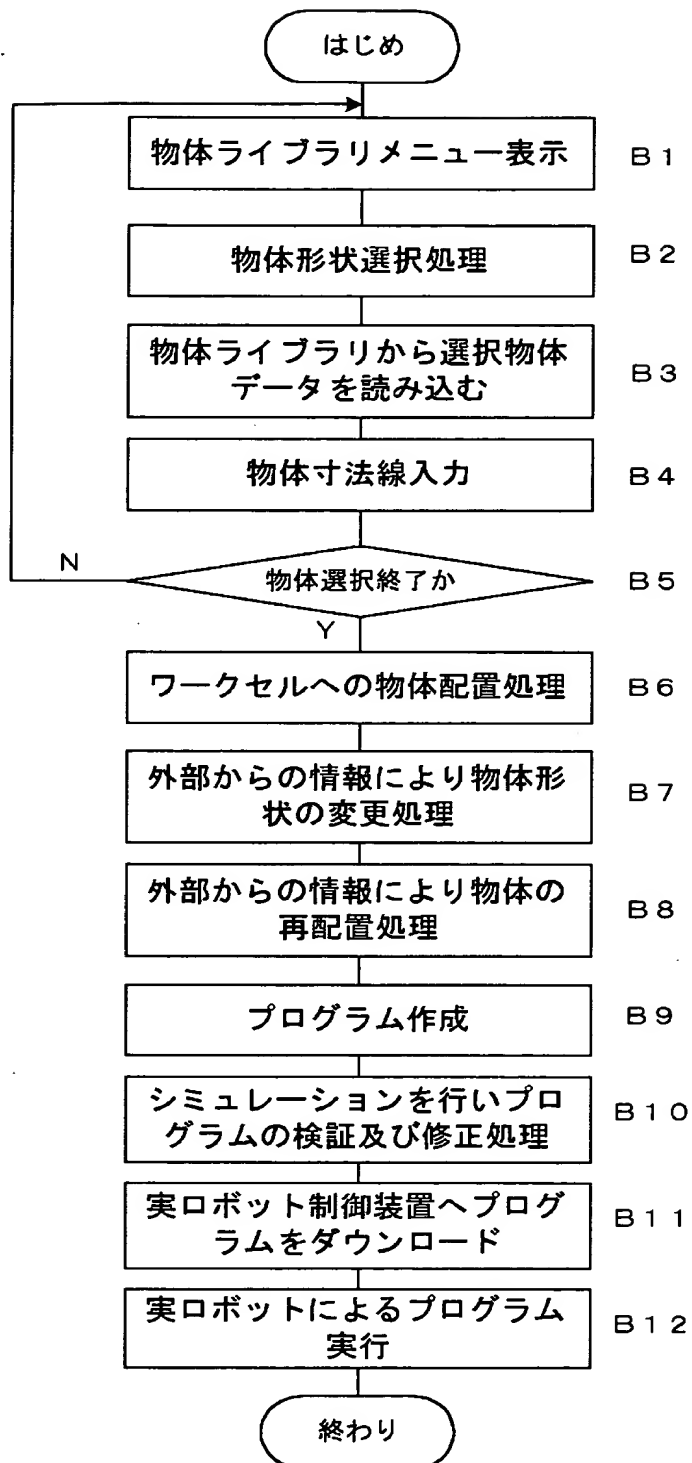 はじめ
物体ライブラリメニュー表示
B1
物体形状選択処理
B2
物体ライブラリから選択物体
データを読み込む
B3
物体寸法線入力
B4
N
物体選択終了か
B5
Y
ワークセルへの物体配置処理
B6
外部からの情報により物体形
状の変更処理
B7
外部からの情報により物体の
再配置処理
B8
プログラム作成
B9
シミュレーションを行いプロ
グラムの検証及び修正処理
B10
実ロボット制御装置へプログ
ラムをダウンロード
B11
実ロボットによるプログラム
実行
B12
終わり